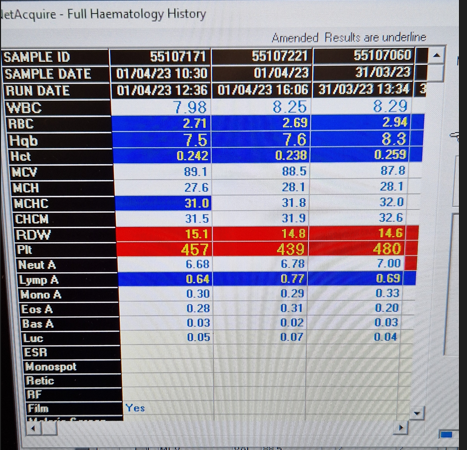 NetAcquire - Full Haematology History
Amended Results are underline
SAMPLE ID 55107171 55107221 55107060
SAMPLE DATE 01/04/23 10:30 01/04/23 31/03/23
RUN DATE 01/04/23 12:36 01/04/23 16:06 31/03/23 13:34 3
WBC 7.98 8.25 8.29
RBC 2.71 2.69 2.94
Hgb 7.5 7.6 8.3
Hct 0.242 0.238 0.259
MCV 89.1 88.5 87.8
MCH 27.6 28.1 28.1
MCHC 31.0 31.8 32.0
CHCM 31.5 31.9 32.6
RDW 15.1 14.8 14.6
Plt 457 439 480
Neut A 6.68 6.78 7.00
Lymp A 0.64 0.77 0.69
Mono A 0.30 0.29 0.33
Eos A 0.28 0.31 0.20
Bas A 0.03 0.02 0.03
Luc 0.05 0.07 0.04
ESR
Monospot
Retic
RF
Film Yes